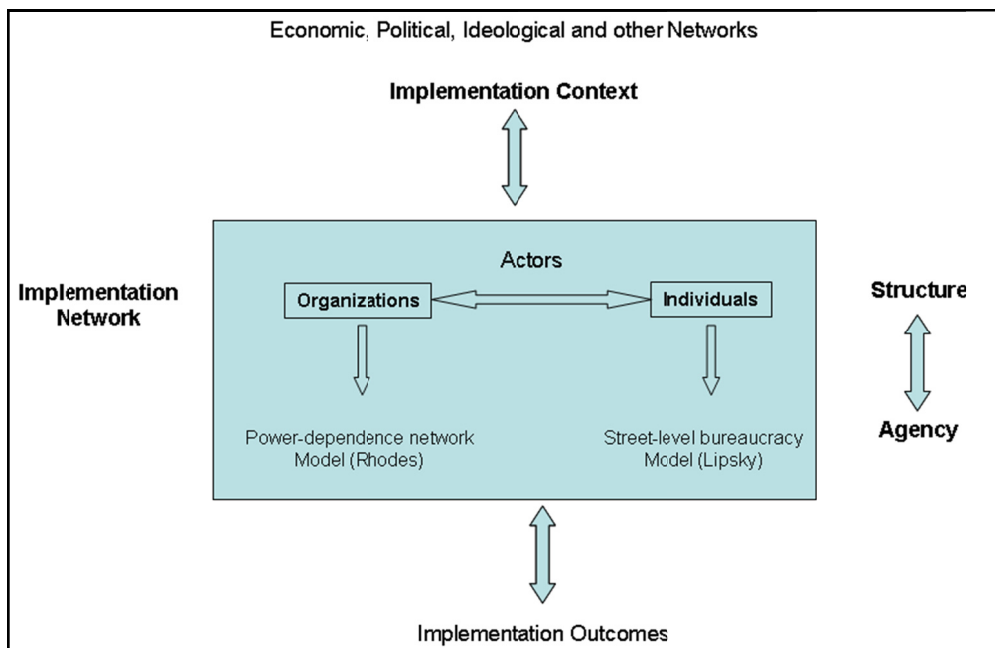 Economic, Political, Ideological and other Networks
Implementation Context
Actors
Implementation
Network
Organizations
Individuals
Structure
Power-dependence network
Model (Rhodes)
Street-level bureaucracy
Model (Lipsky)
Agency
Implementation Outcomes